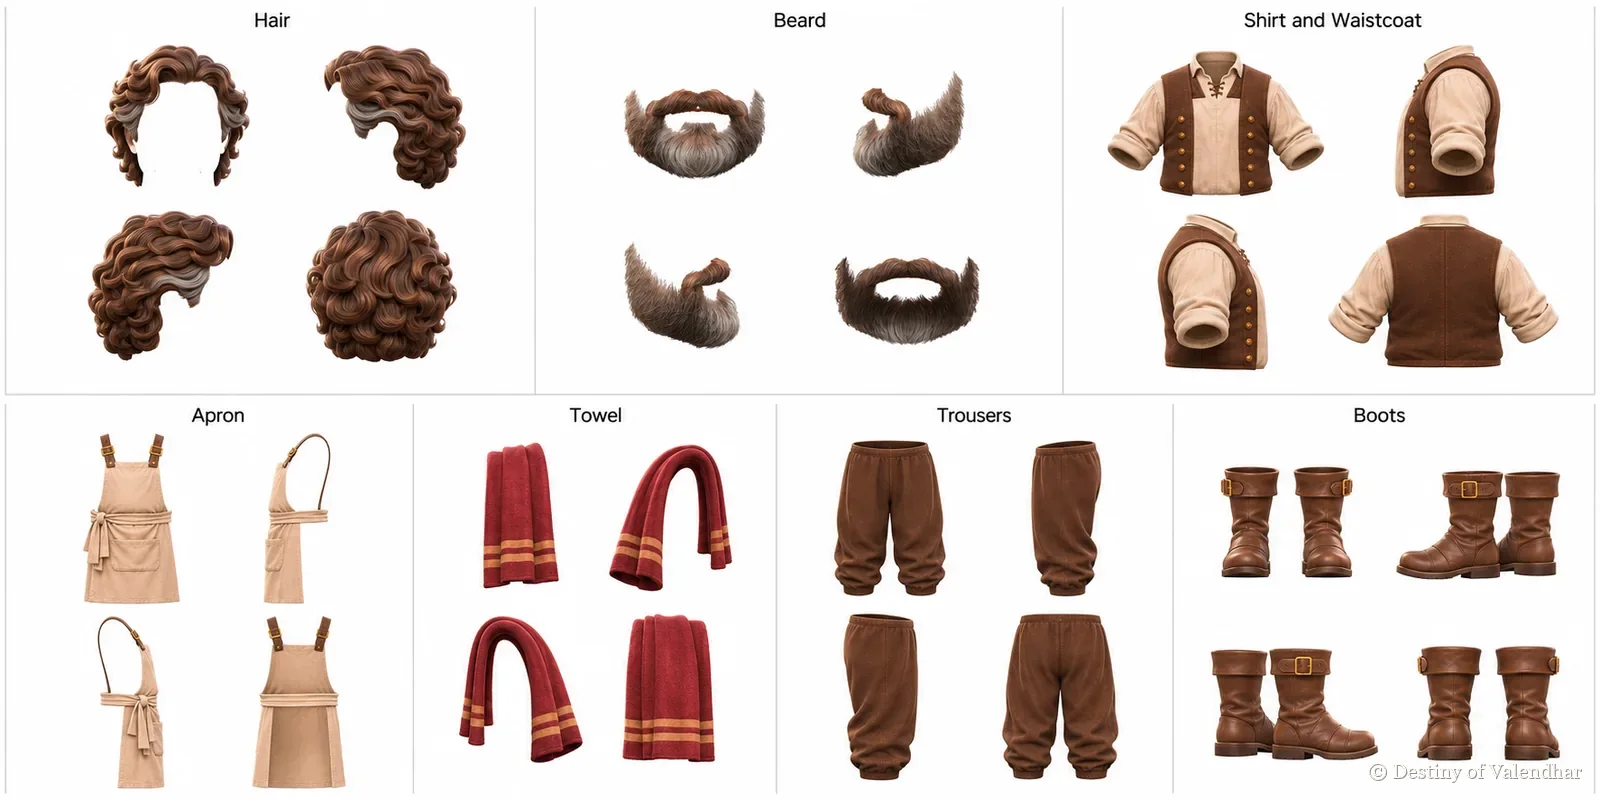 Hair
Beard
Shirt and Waistcoat
Apron
Towel
Trousers
Boots
© Destiny of Valendhar